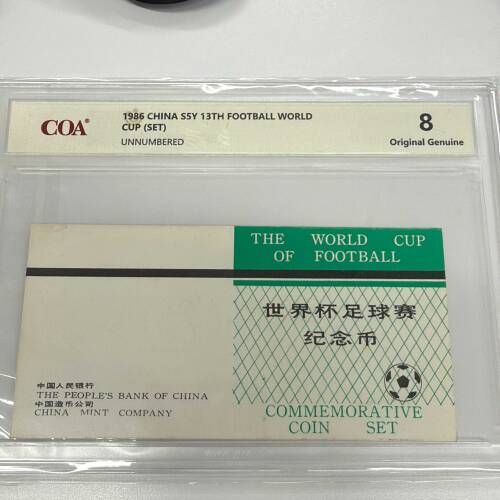 COA®
1986 CHINA S5Y 13TH FOOTBALL WORLD
CUP (SET)
UNNUMBERED
8
Original Genuine
THE WORLD CUP
OF FOOTBALL
世界杯足球赛
纪念币
中国人民银行
THE PEOPLE'S BANK OF CHINA
中国造币公司
CHINA MINT COMPANY
COMMEMORATIVE
COIN SET